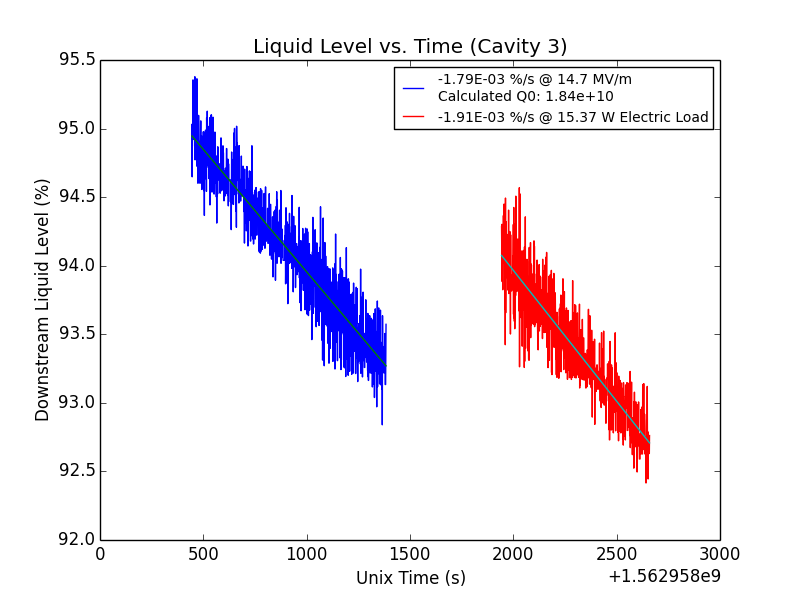 Liquid Level vs. Time (Cavity 3)
-1.79E-03 %/s @ 14.7 MV/m
Calculated Q0: 1.84e+10
-1.91E-03 %/s @ 15.37 W Electric Load
Downstream Liquid Level (%)
95.5
95.0
94.5
94.0
93.5
93.0
92.5
92.0
0 500 1000 1500 2000 2500 3000
Unix Time (s)
+1.562958e9